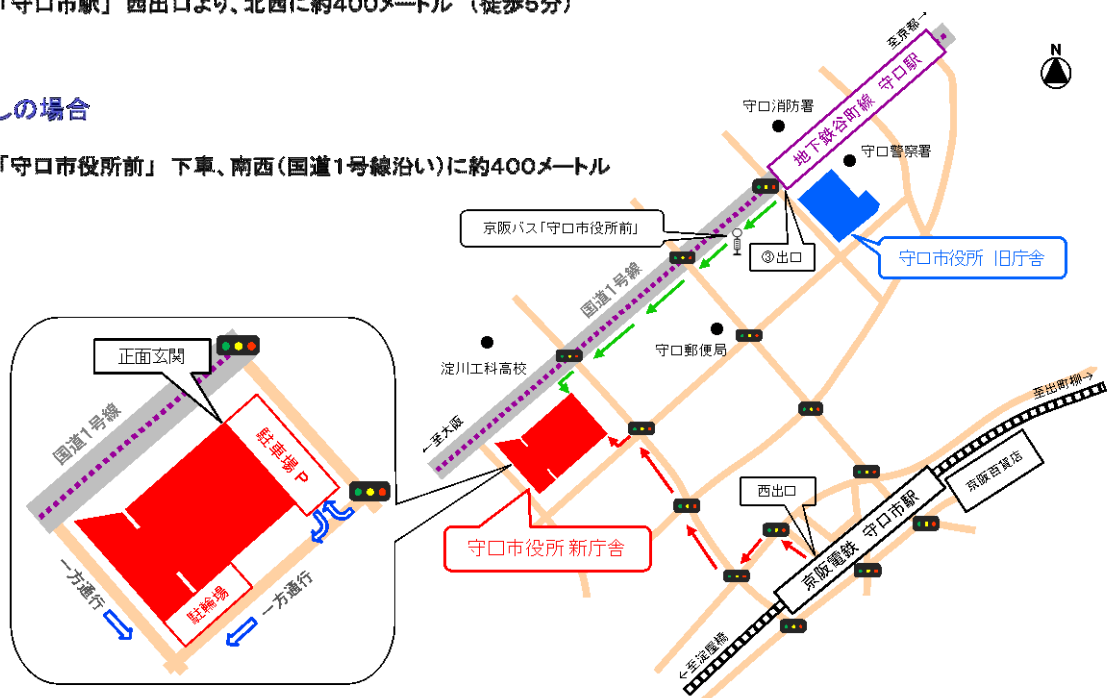 「守口市駅」 西出口より、北西に約400メートル （徒歩5分）
しの場合
「守口市役所前」 下車、南西（国道1号線沿い）に約400メートル
至京都→
N
地下鉄谷町線 守口駅
守口消防署
守口警察署
京阪バス「守口市役所前」
③出口
守口市役所 旧庁舎
国道1号線
守口郵便局
淀川工科高校
←至大阪
至出町柳→
京阪百貨店
西出口
京阪電鉄 守口市駅
守口市役所 新庁舎
←至淀屋橋
正面玄関
国道1号線
駐車場 P
駐輪場
一方通行
一方通行